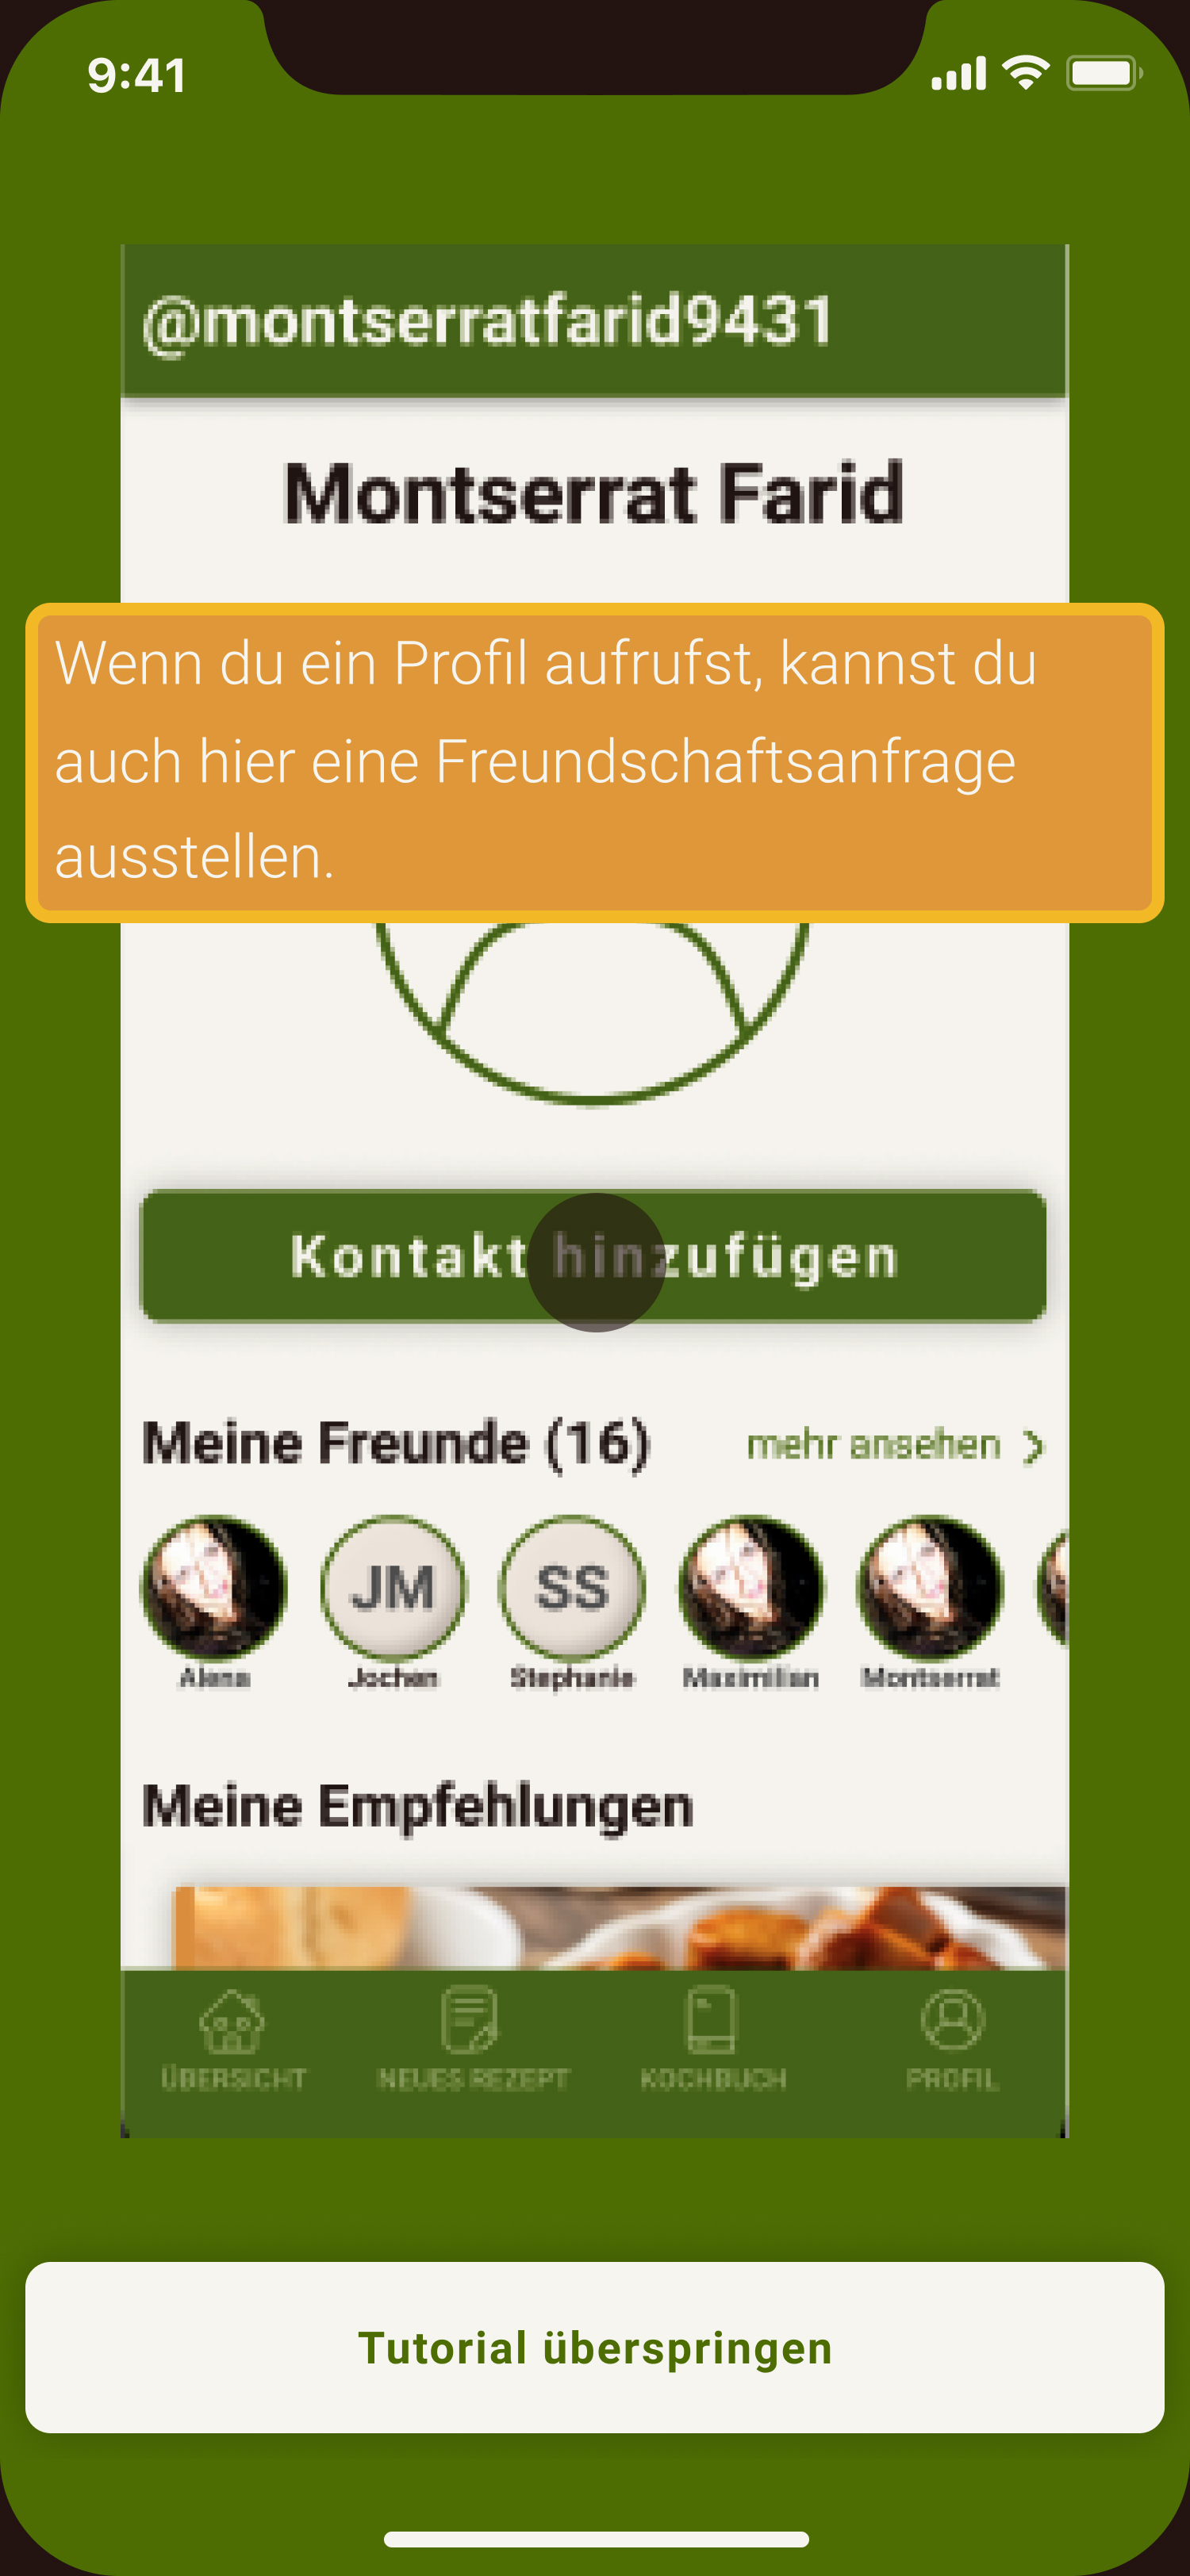 9:41
@montserratfarid9431
Montserrat Farid
Wenn du ein Profil aufrufst, kannst du
auch hier eine Freundschaftsanfrage
ausstellen.
Kontakt hinzufügen
Meine Freunde (16)
mehr ansehen
JM
SS
Alena
Jochen
Stephanie
Maximilian
Montserrat
Meine Empfehlungen
ÜBERSICHT
NEUES REZEPT
KOCHBUCH
PROFIL
Tutorial überspringen